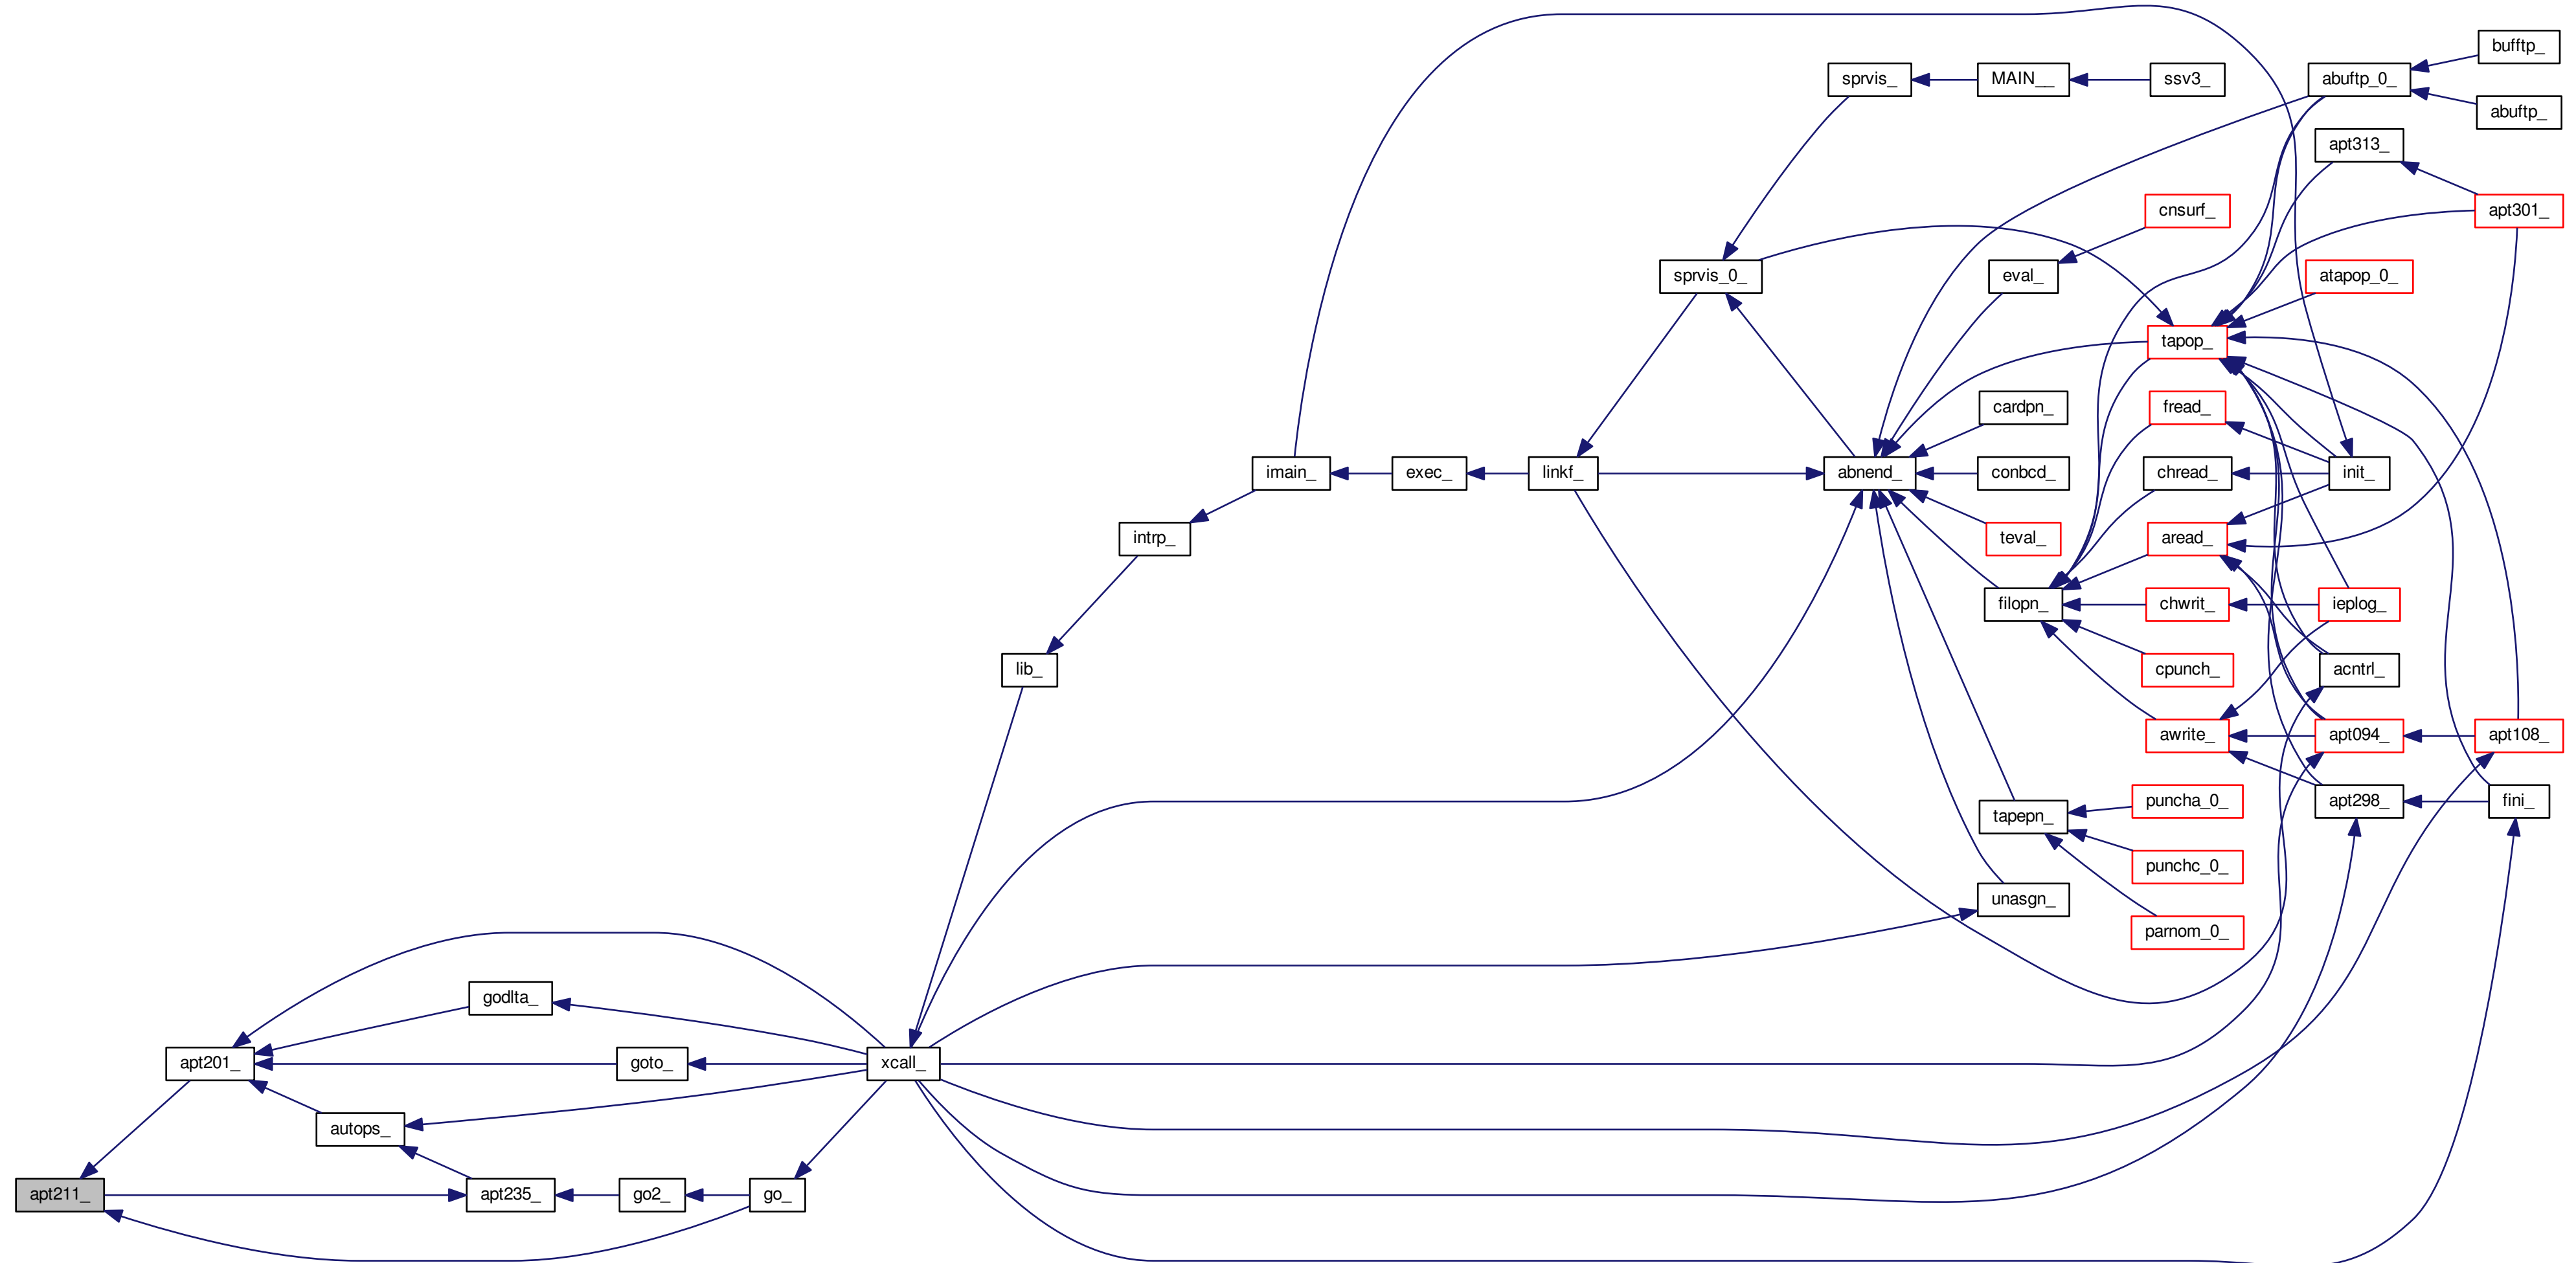 bufftp_
sprvis_
MAIN__
ssv3_
abuftp_0_
abuftp_
apt313_
cnsurf_
apt301_
sprvis_0_
eval_
atapop_0_
tapop_
cardpn_
fread_
imain_
exec_
linkf_
abnend_
conbcd_
chread_
init_
intrp_
teval_
aread_
filopn_
chwrit_
ieplog_
lib_
cpunch_
acntrl_
awrite_
apt094_
apt108_
tapepn_
puncha_0_
apt298_
fini_
punchc_0_
unasgn_
parnom_0_
godlta_
apt201_
goto_
xcall_
autops_
apt211_
apt235_
go2_
go_